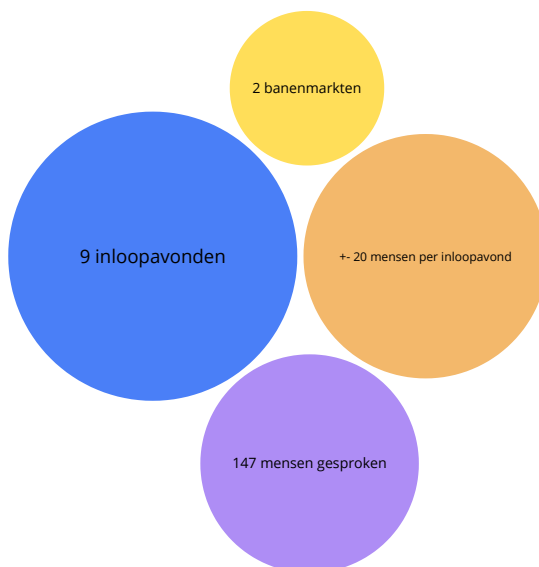 2 banenmarkten
9 inloopavonden
+- 20 mensen per inloopavond
147 mensen gesproken